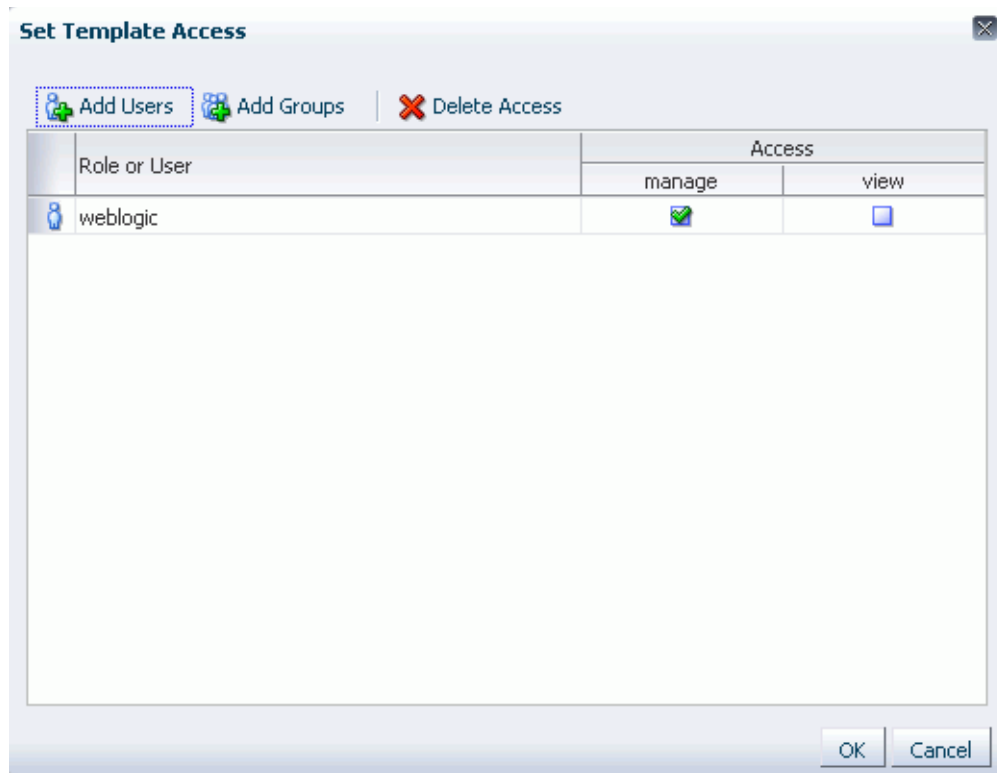 Set Template Access
Add Users Add Groups Delete Access
Role or User Access
manage view
weblogic
OK Cancel